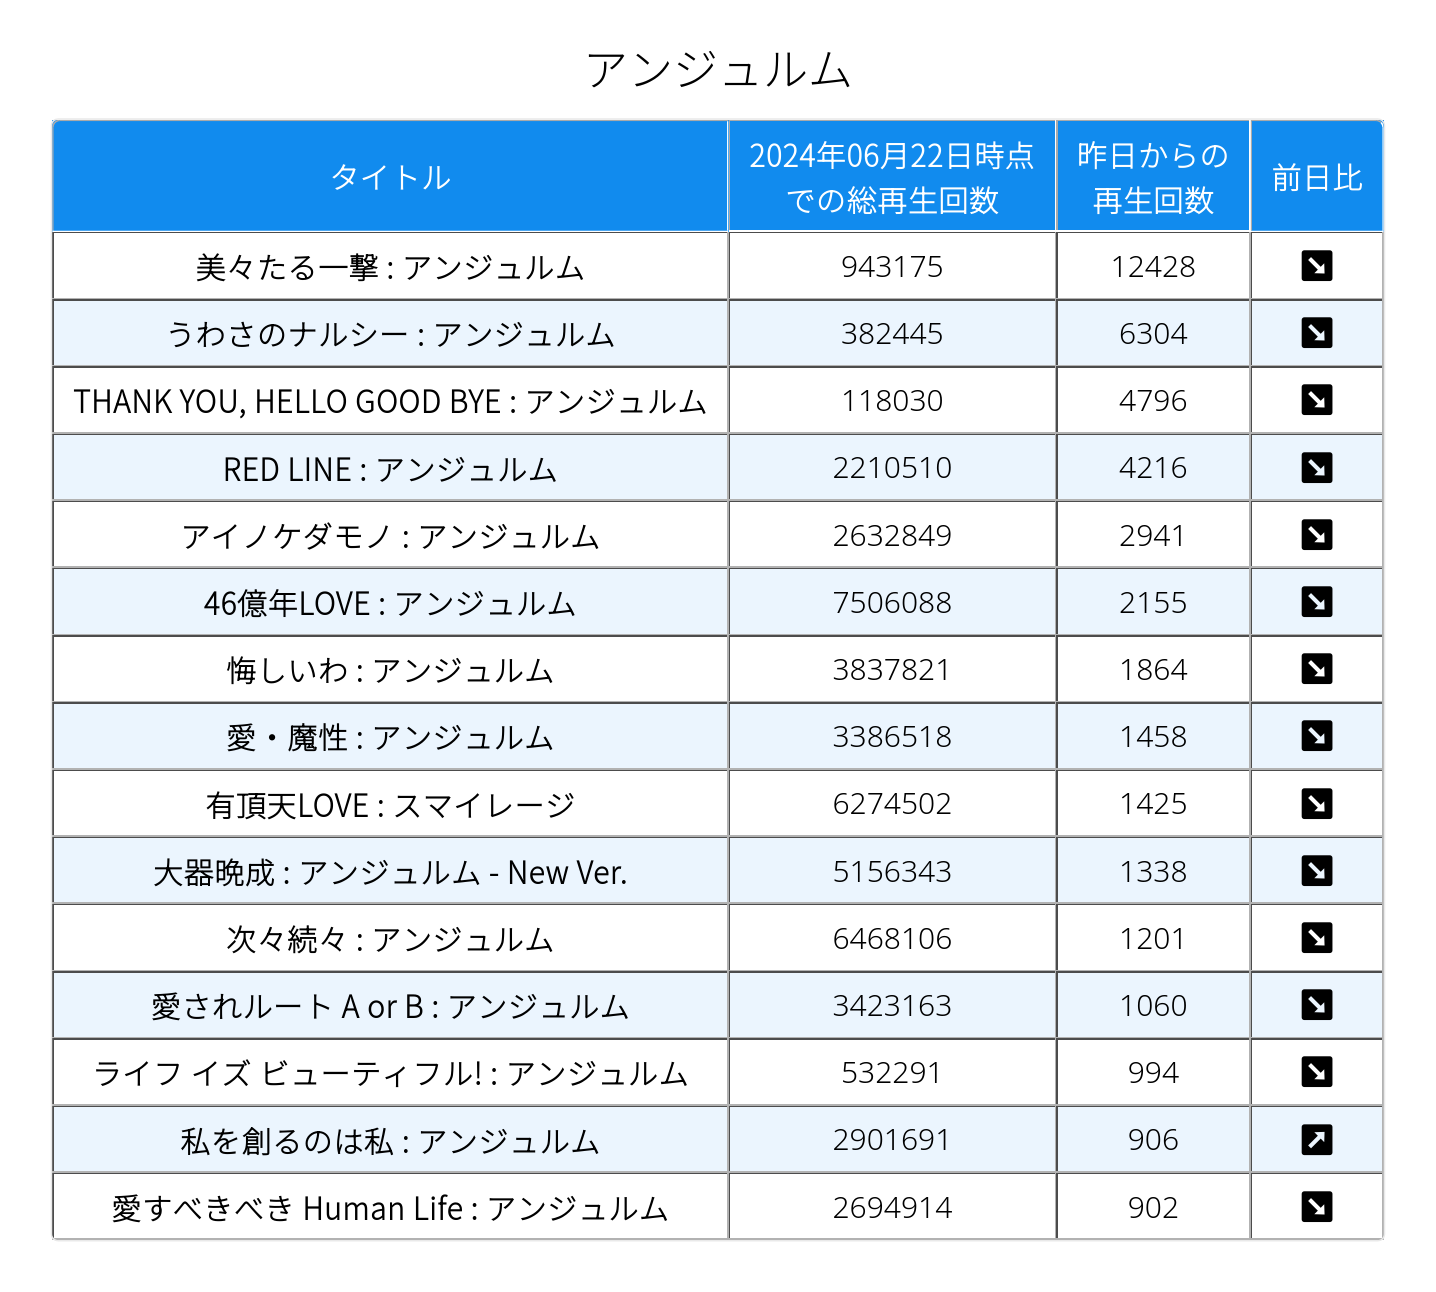 アンジュルム
タイトル 2024年06月22日時点での総再生回数 昨日からの再生回数 前日比
美々たる一撃 : アンジュルム 943175 12428 ↘
うわさのナルシー : アンジュルム 382445 6304 ↘
THANK YOU, HELLO GOOD BYE : アンジュルム 118030 4796 ↘
RED LINE : アンジュルム 2210510 4216 ↘
アイノケダモノ : アンジュルム 2632849 2941 ↘
46億年LOVE : アンジュルム 7506088 2155 ↘
悔しいわ : アンジュルム 3837821 1864 ↘
愛・魔性 : アンジュルム 3386518 1458 ↘
有頂天LOVE : スマイレージ 6274502 1425 ↘
大器晩成 : アンジュルム - New Ver. 5156343 1338 ↘
次々続々 : アンジュルム 6468106 1201 ↘
愛されルート A or B : アンジュルム 3423163 1060 ↘
ライフ イズ ビューティフル! : アンジュルム 532291 994 ↘
私を創るのは私 : アンジュルム 2901691 906 ↗
愛すべきべき Human Life : アンジュルム 2694914 902 ↘